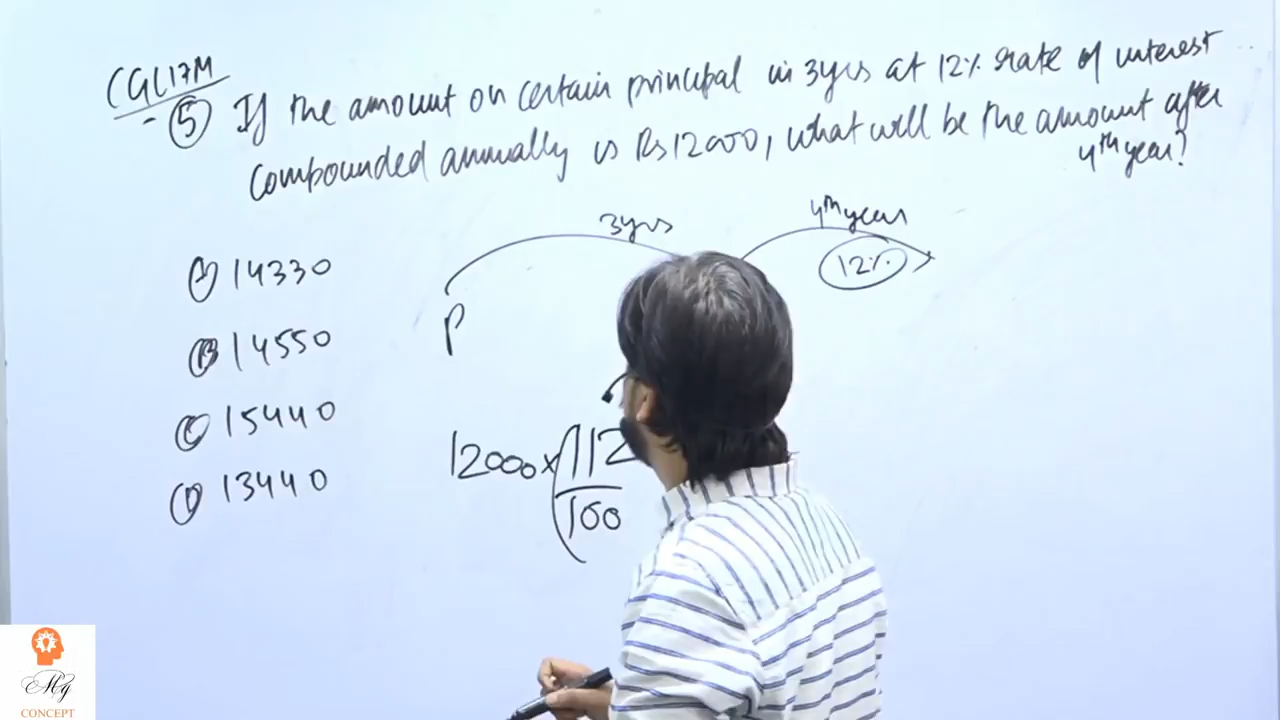 CGL17M
⑤ If the amount on certain principal in 3yrs at 12% rate of interest
compounded annually is Rs12000, what will be the amount after
4th year?
3yrs
4th year
12%
P
A 14330
B 14550
C 15440
D 13440
12000 × (112
100
Mg
CONCEPT